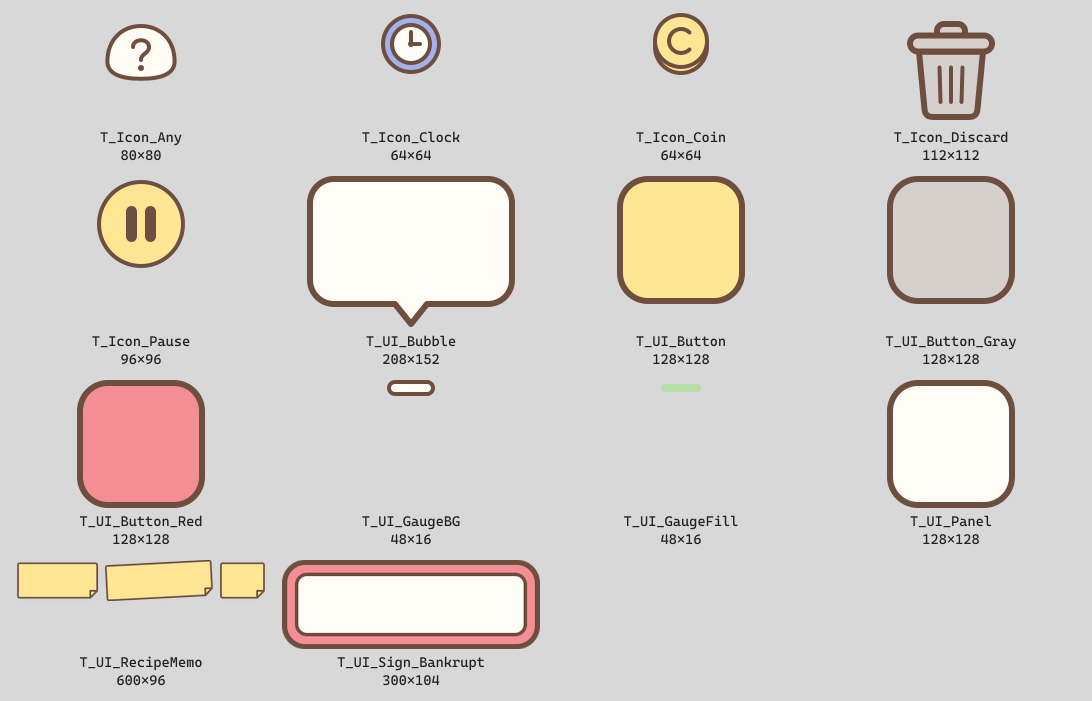 ?
C
T_Icon_Any
T_Icon_Clock
T_Icon_Coin
T_Icon_Discard
80×80
64×64
64×64
112×112
T_Icon_Pause
T_UI_Bubble
T_UI_Button
T_UI_Button_Gray
96×96
208×152
128×128
128×128
T_UI_Button_Red
T_UI_GaugeBG
T_UI_GaugeFill
T_UI_Panel
128×128
48×16
48×16
128×128
T_UI_RecipeMemo
T_UI_Sign_Bankrupt
600×96
300×104